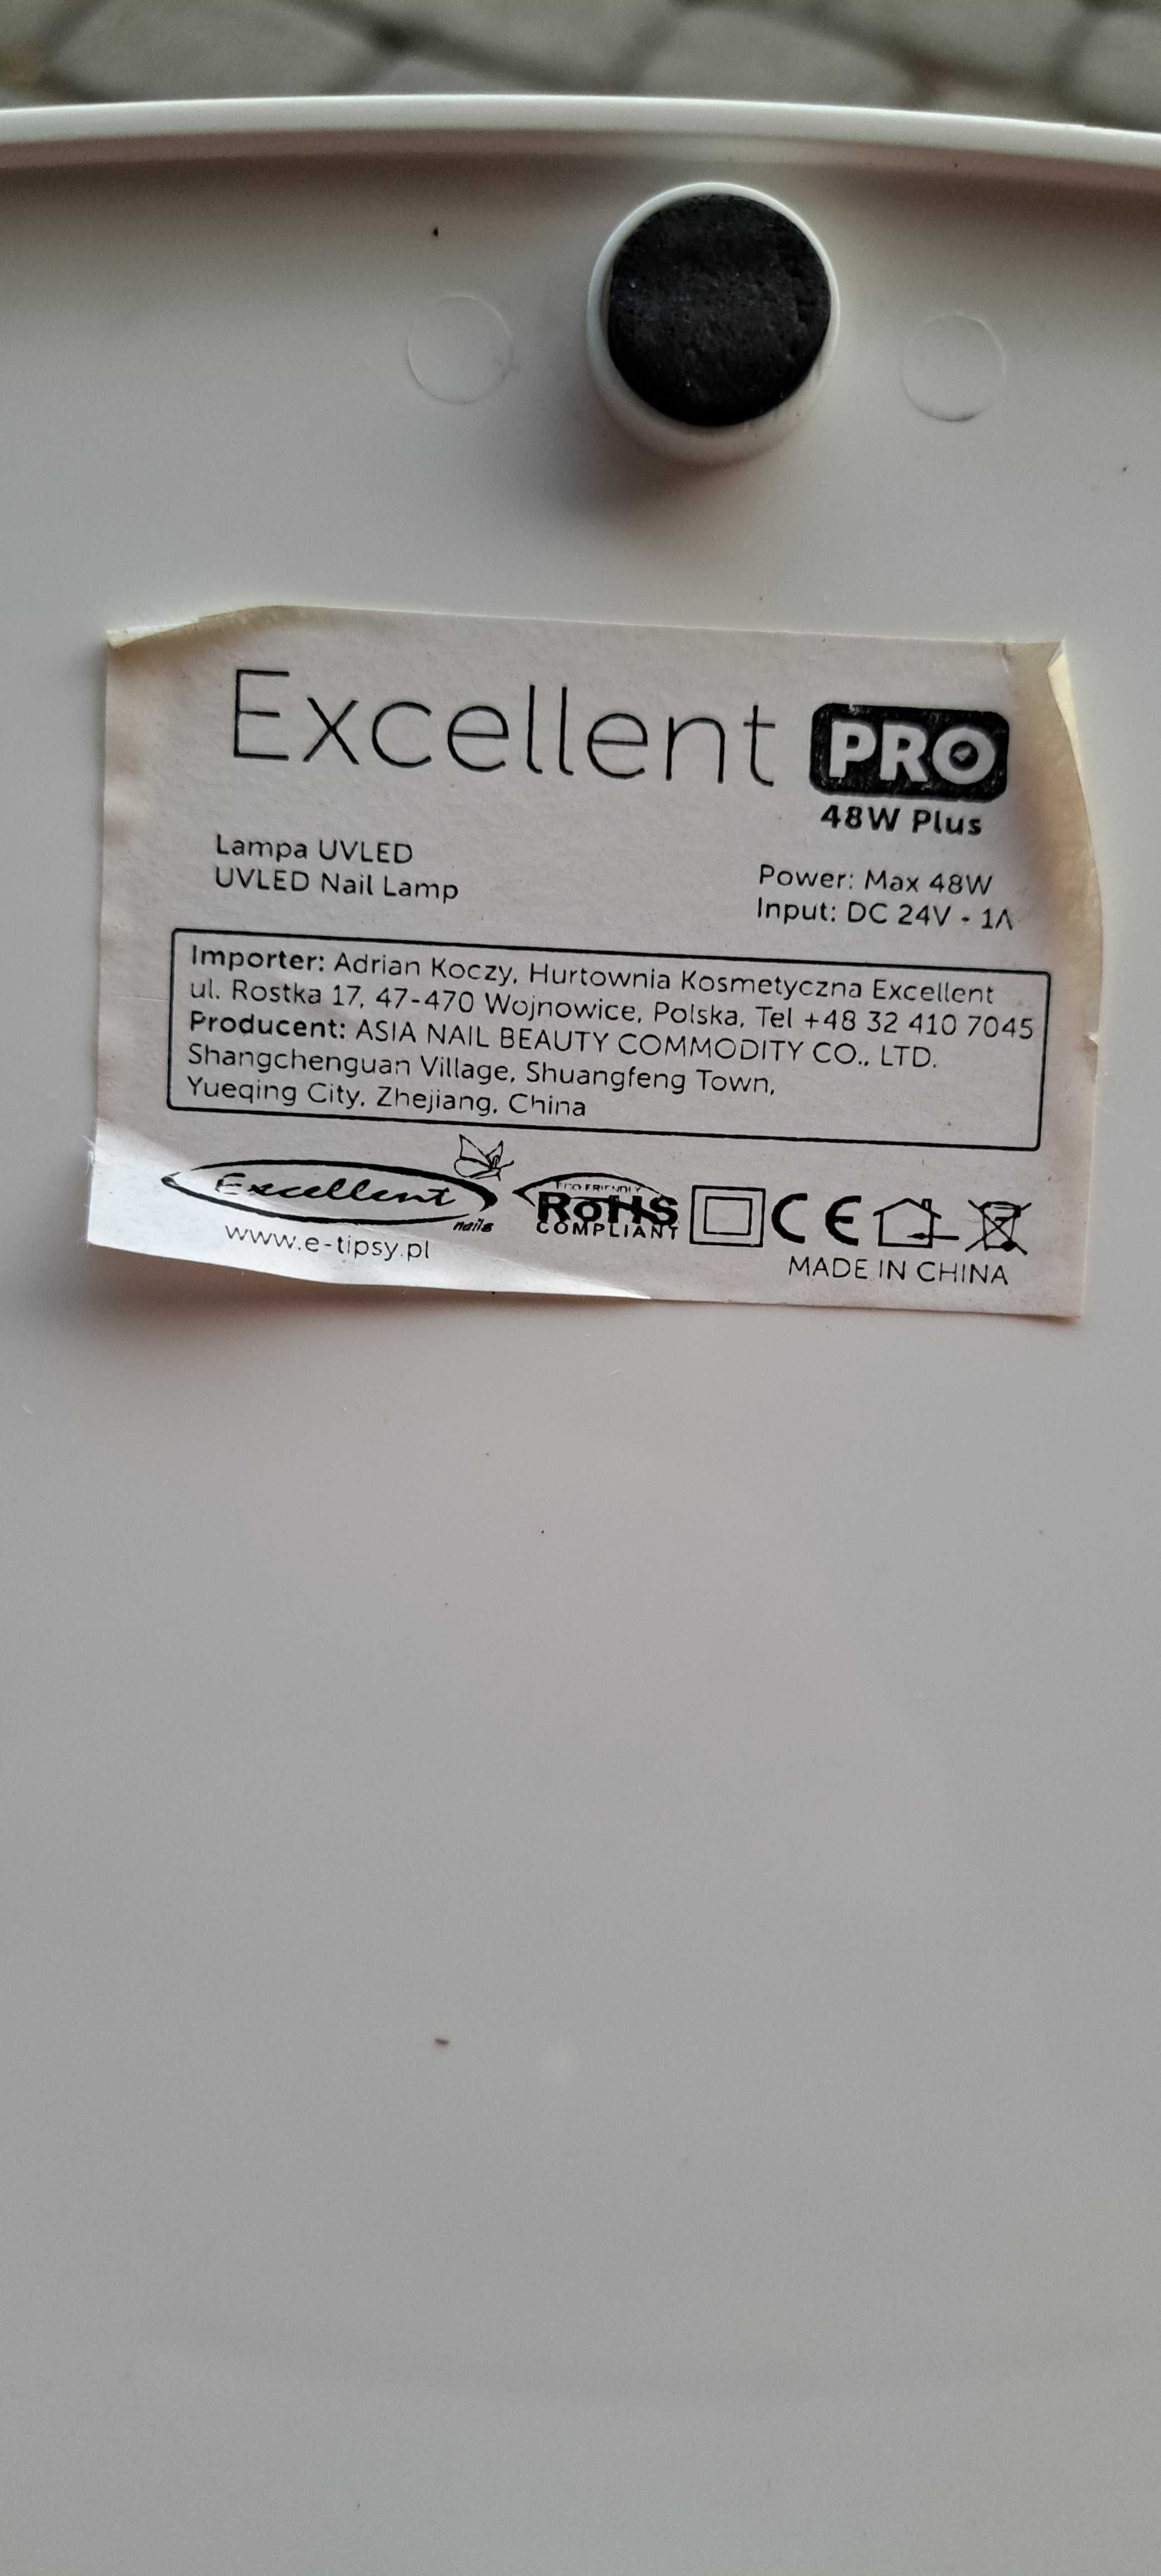 Excellent PRO
48W Plus
Lampa UVLED
UVLED Nail Lamp
Power: Max 48W
Input: DC 24V - 1A
Importer: Adrian Koczy, Hurtownia Kosmetyczna Excellent
ul. Rostka 17, 47-470 Wojnowice, Polska, Tel +48 32 410 7045
Producent: ASIA NAIL BEAUTY COMMODITY CO., LTD.
Shangchenguan Village, Shuangfeng Town,
Yueqing City, Zhejiang, China
Excellent
nails
www.e-tipsy.pl
ECO FRIENDLY
RoHS
COMPLIANT
CE
MADE IN CHINA